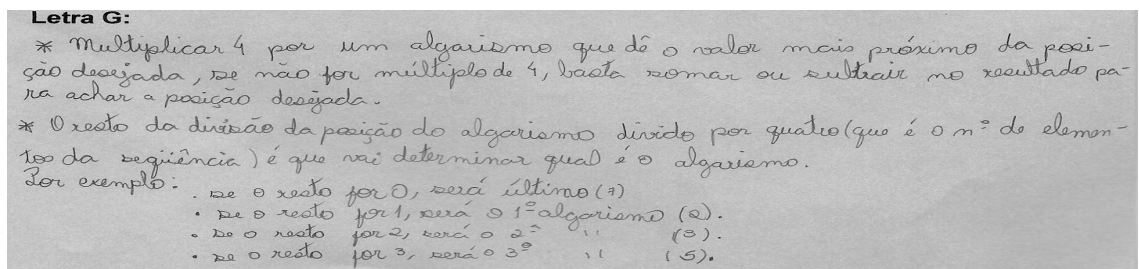 Letra G:
* Multiplicar 4 por um algarismo que dê o valor mais próximo da posi-
ção desejada, se não for múltiplo de 4, basta somar ou subtrair no resultado pa-
ra achar a posição desejada.
* O resto da divisão da posição do algarismo divido por quatro (que é o nº de elemen-
tos da seqüência) é que vai determinar qual é o algarismo.
Por exemplo: . se o resto for 0, será último (7)
. se o resto for 1, será o 1º algarismo (2).
. se o resto for 2, será o 2º " (3).
. se o resto for 3, será o 3º " (5).